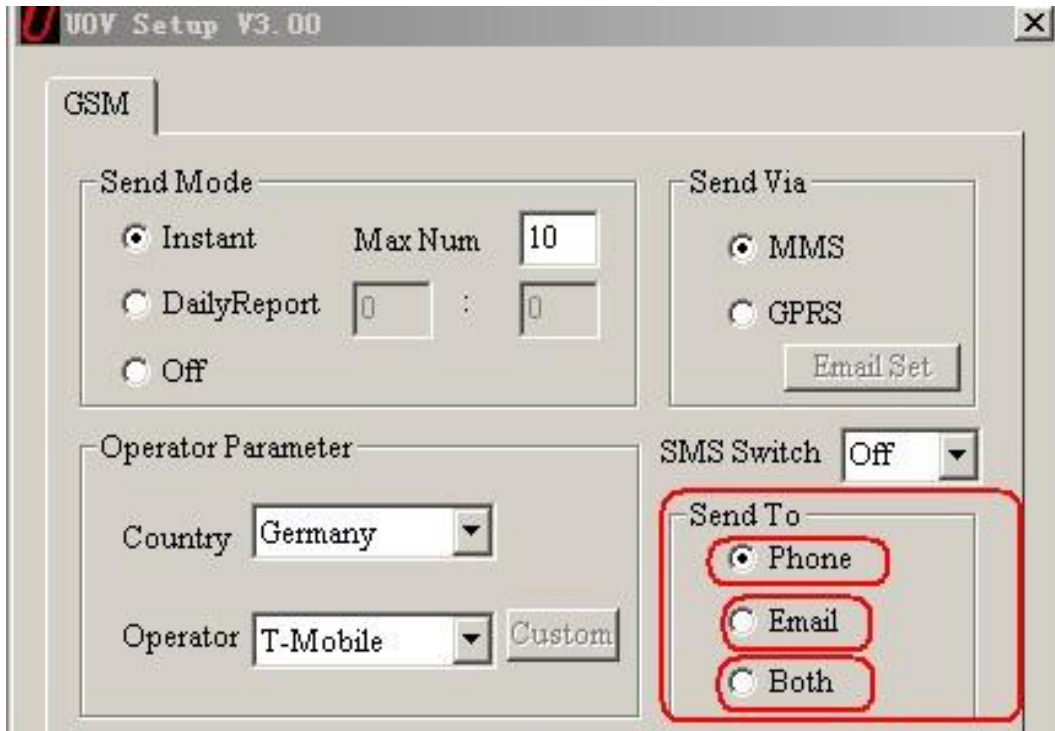 UOV Setup V3.00
GSM
Send Mode
Instant Max Num 10
DailyReport 0 : 0
Off
Send Via
MMS
GPRS
Email Set
Operator Parameter
Country Germany
Operator T-Mobile Custom
SMS Switch Off
Send To
Phone
Email
Both